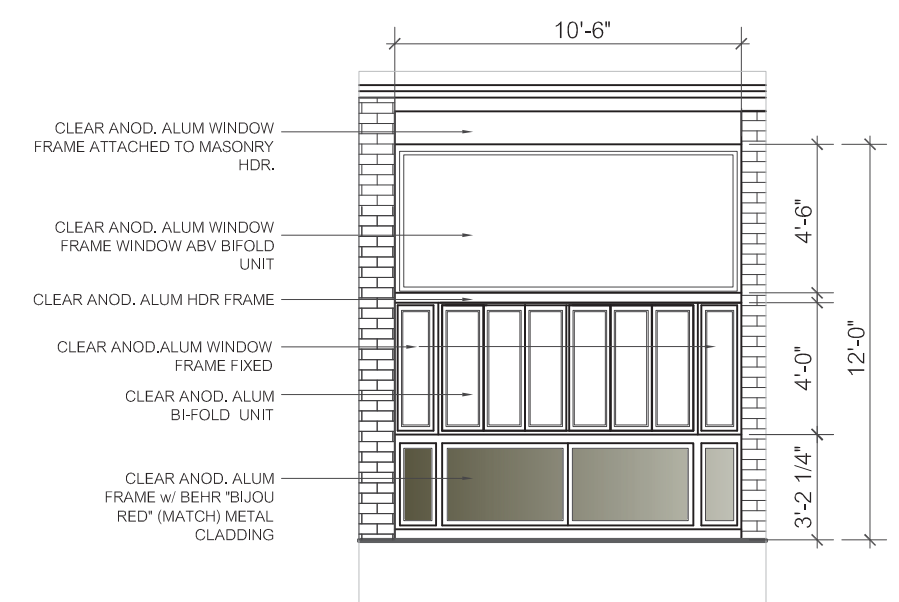 10'-6"
CLEAR ANOD. ALUM WINDOW
FRAME ATTACHED TO MASONRY
HDR.
CLEAR ANOD. ALUM WINDOW
FRAME WINDOW ABV BIFOLD
UNIT
CLEAR ANOD. ALUM HDR FRAME
CLEAR ANOD.ALUM WINDOW
FRAME FIXED
CLEAR ANOD. ALUM
BI-FOLD UNIT
CLEAR ANOD. ALUM
FRAME w/ BEHR "BIJOU
RED" (MATCH) METAL
CLADDING
4'-6"
4'-0"
3'-2 1/4"
12'-0"